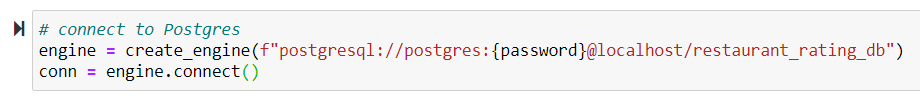 # connect to Postgres
engine = create_engine(f"postgresql://postgres:{password}@localhost/restaurant_rating_db")
conn = engine.connect()